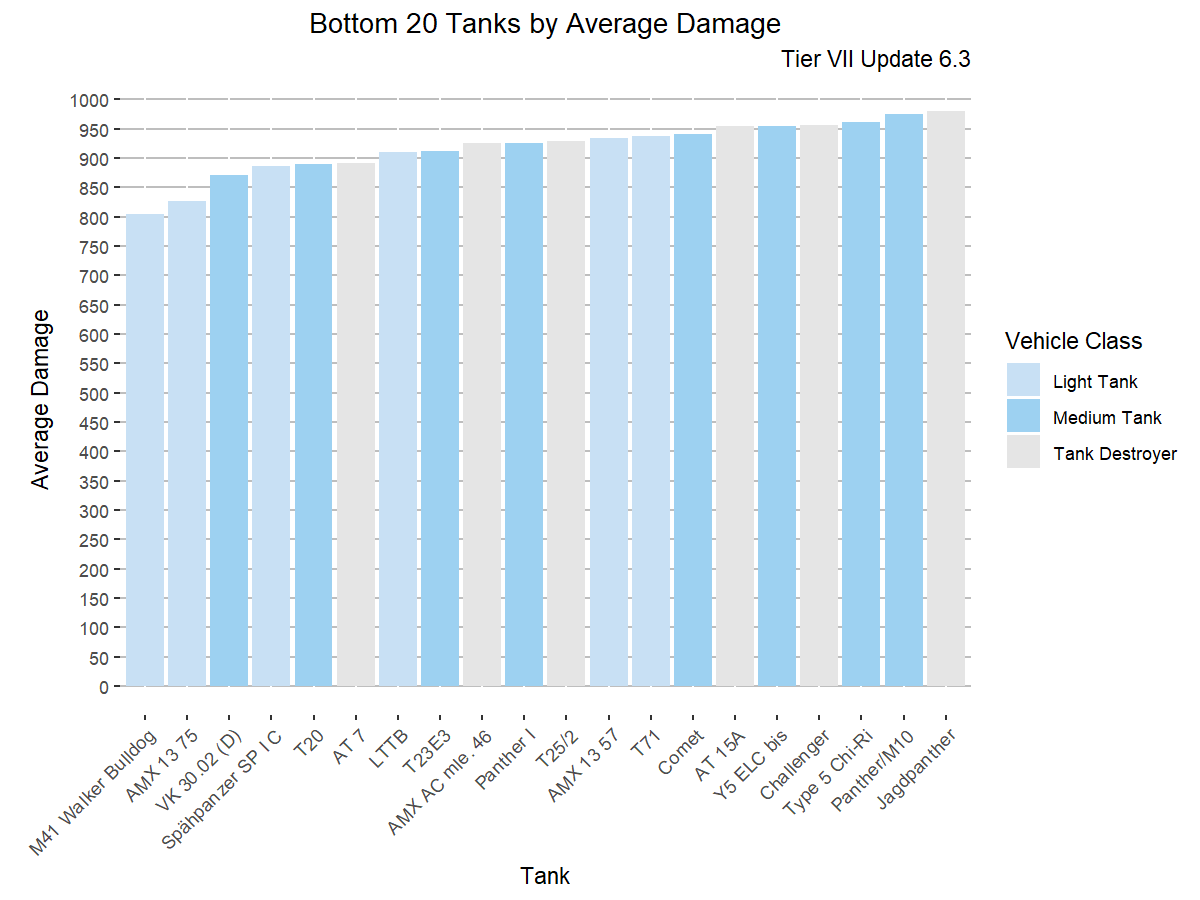 Bottom 20 Tanks by Average Damage
Tier VII Update 6.3
1000
950
900
850
800
750
700
650
600
550
500
450
400
350
300
250
200
150
100
50
0
Average Damage
M41 Walker Bulldog
AMX 13 75
VK 30.02 (D)
Spähpanzer SP I C
T20
AT 7
LTTB
T23E3
AMX AC mle. 46
Panther I
T25/2
AMX 13 57
T71
Comet
AT 15A
Y5 ELC bis
Challenger
Type 5 Chi-Ri
Panther/M10
Jagdpanther
Tank
Vehicle Class
Light Tank
Medium Tank
Tank Destroyer